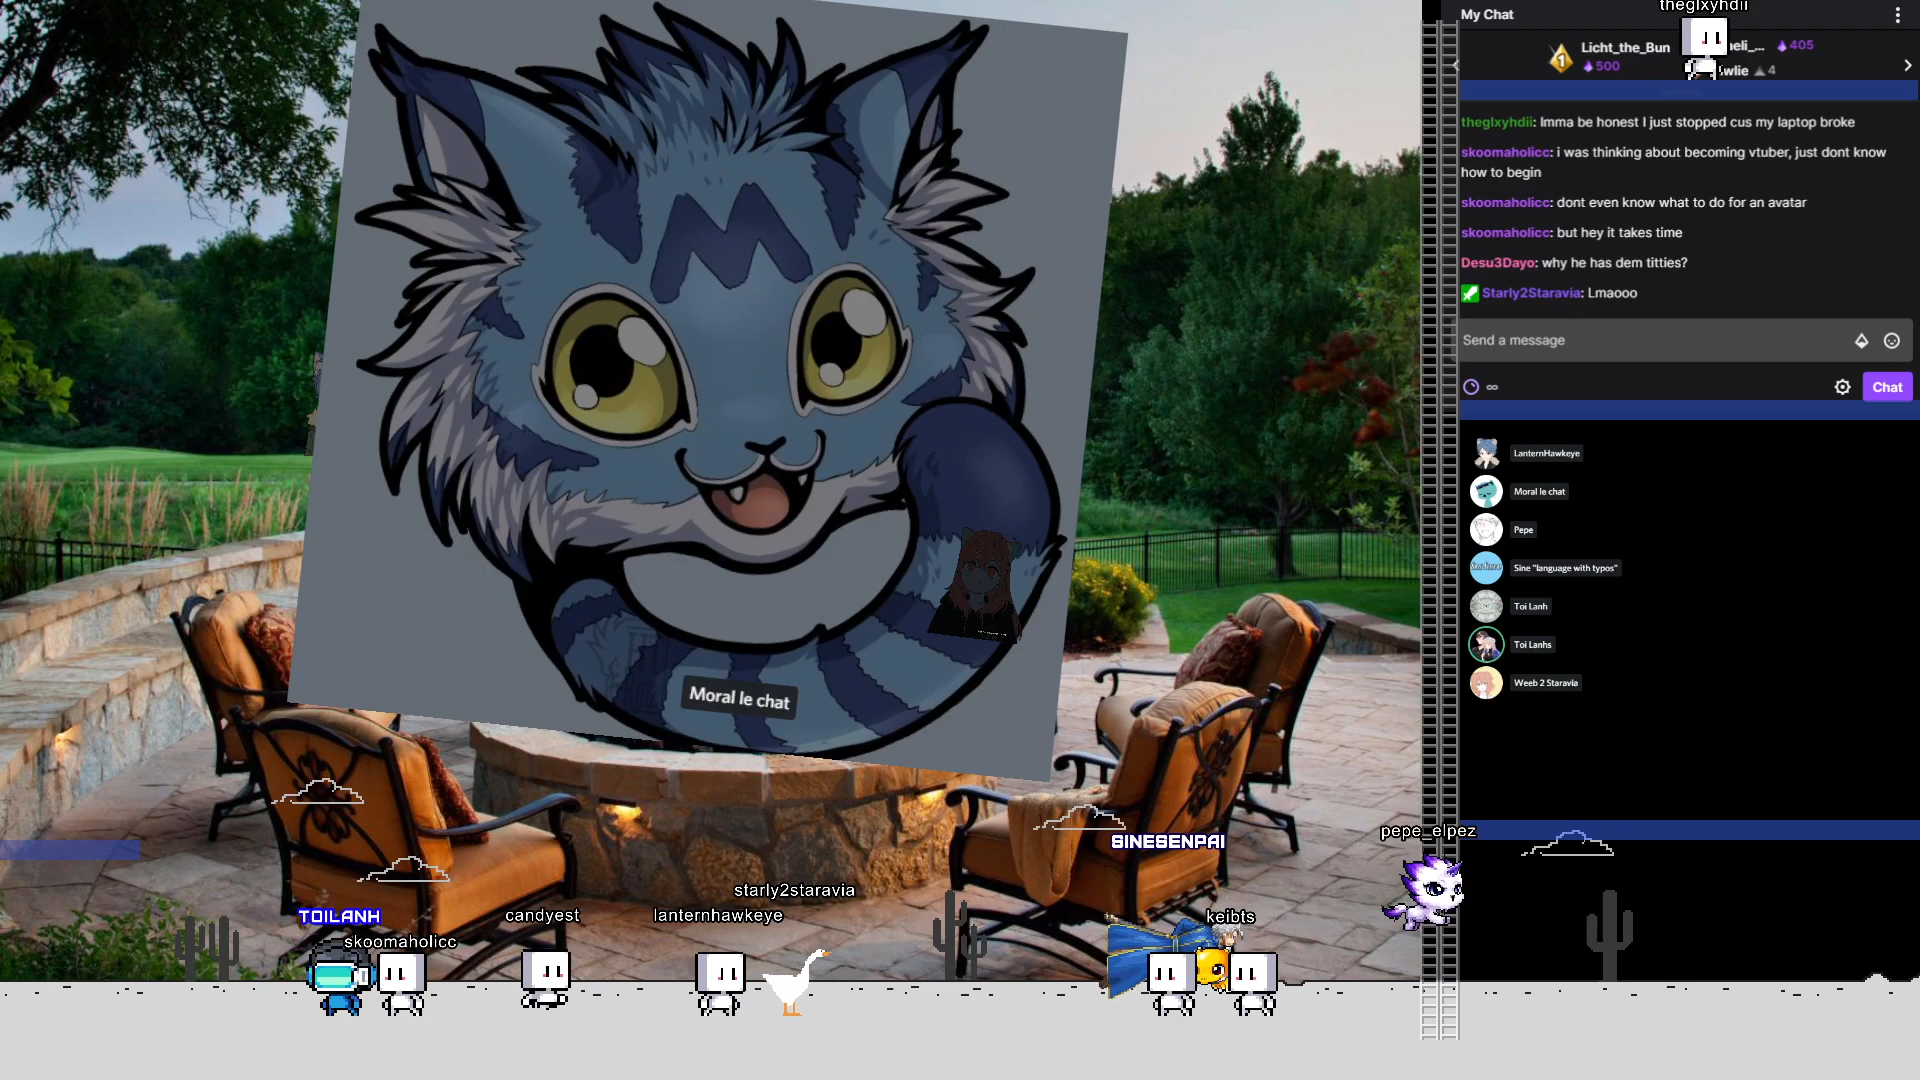 theglxyhdii
My Chat
1
Licht_the_Bun
500
405
4
theglxyhdii: Imma be honest I just stopped cus my laptop broke
skoomaholicc: i was thinking about becoming vtuber, just dont know
how to begin
skoomaholicc: dont even know what to do for an avatar
skoomaholicc: but hey it takes time
Desu3Dayo: why he has dem titties?
Starly2Staravia: Lmaooo
Send a message
∞
Chat
LanternHawkeye
Moral le chat
Pepe
Sine "language with typos"
Toi Lanh
Toi Lanhs
Weeb 2 Staravia
M
Moral le chat
pepe_elpez
SINESENPAI
starly2staravia
TOILANH
candyest
lanternhawkeye
keibts
skoomaholicc